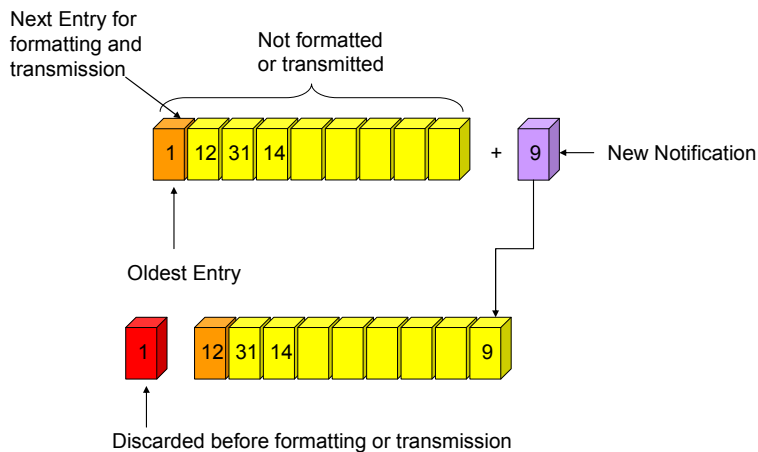 Next Entry for
formatting and
transmission
Not formatted
or transmitted
1 12 31 14 + 9
New Notification
Oldest Entry
1 12 31 14 9
Discarded before formatting or transmission